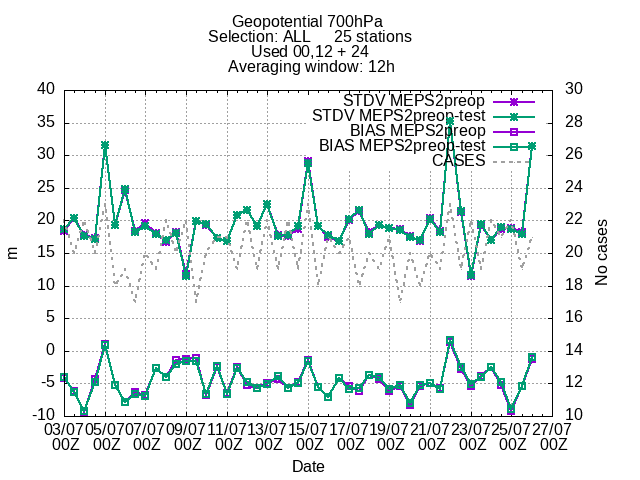 Geopotential 700hPa
Selection: ALL 25 stations
Used 00,12 + 24
Averaging window: 12h
STDV MEPS2preop
STDV MEPS2preop-test
BIAS MEPS2preop
BIAS MEPS2preop-test
CASES
40
35
30
25
20
15
10
5
0
-5
-10
m
30
28
26
24
22
20
18
16
14
12
10
No cases
03/07 05/07 07/07 09/07 11/07 13/07 15/07 17/07 19/07 21/07 23/07 25/07 27/07
00Z 00Z 00Z 00Z 00Z 00Z 00Z 00Z 00Z 00Z 00Z 00Z 00Z
Date